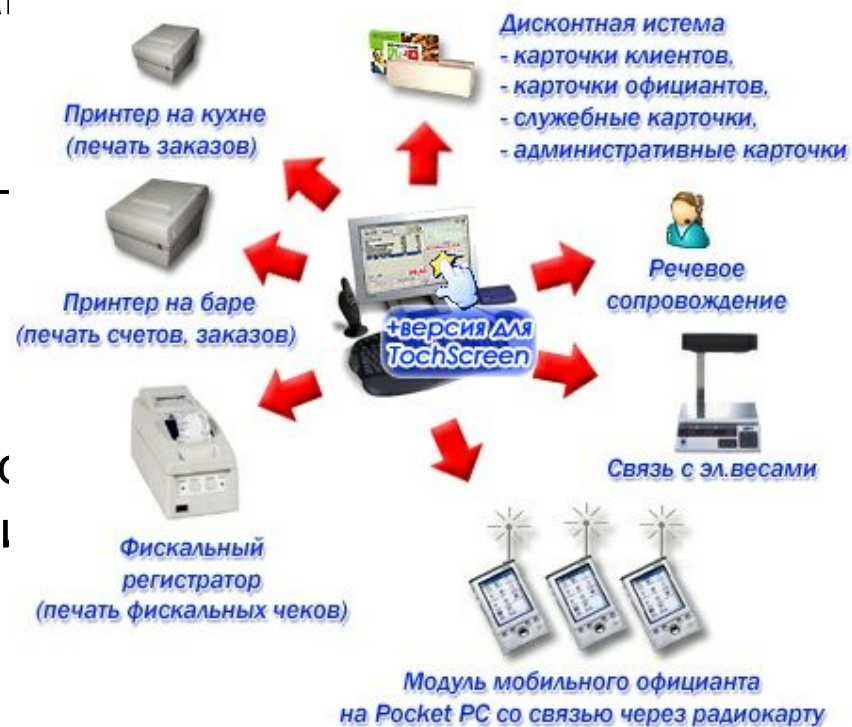 Дисконтная истема
- карточки клиентов,
- карточки официантов,
- служебные карточки,
- административные карточки
Принтер на кухне
(печать заказов)
Речевое
сопровождение
Принтер на баре
(печать счетов, заказов)
+версия для
TochScreen
Связь с эл.весами
Фискальный
регистратор
(печать фискальных чеков)
Модуль мобильного официанта
на Pocket PC со связью через радиокарту